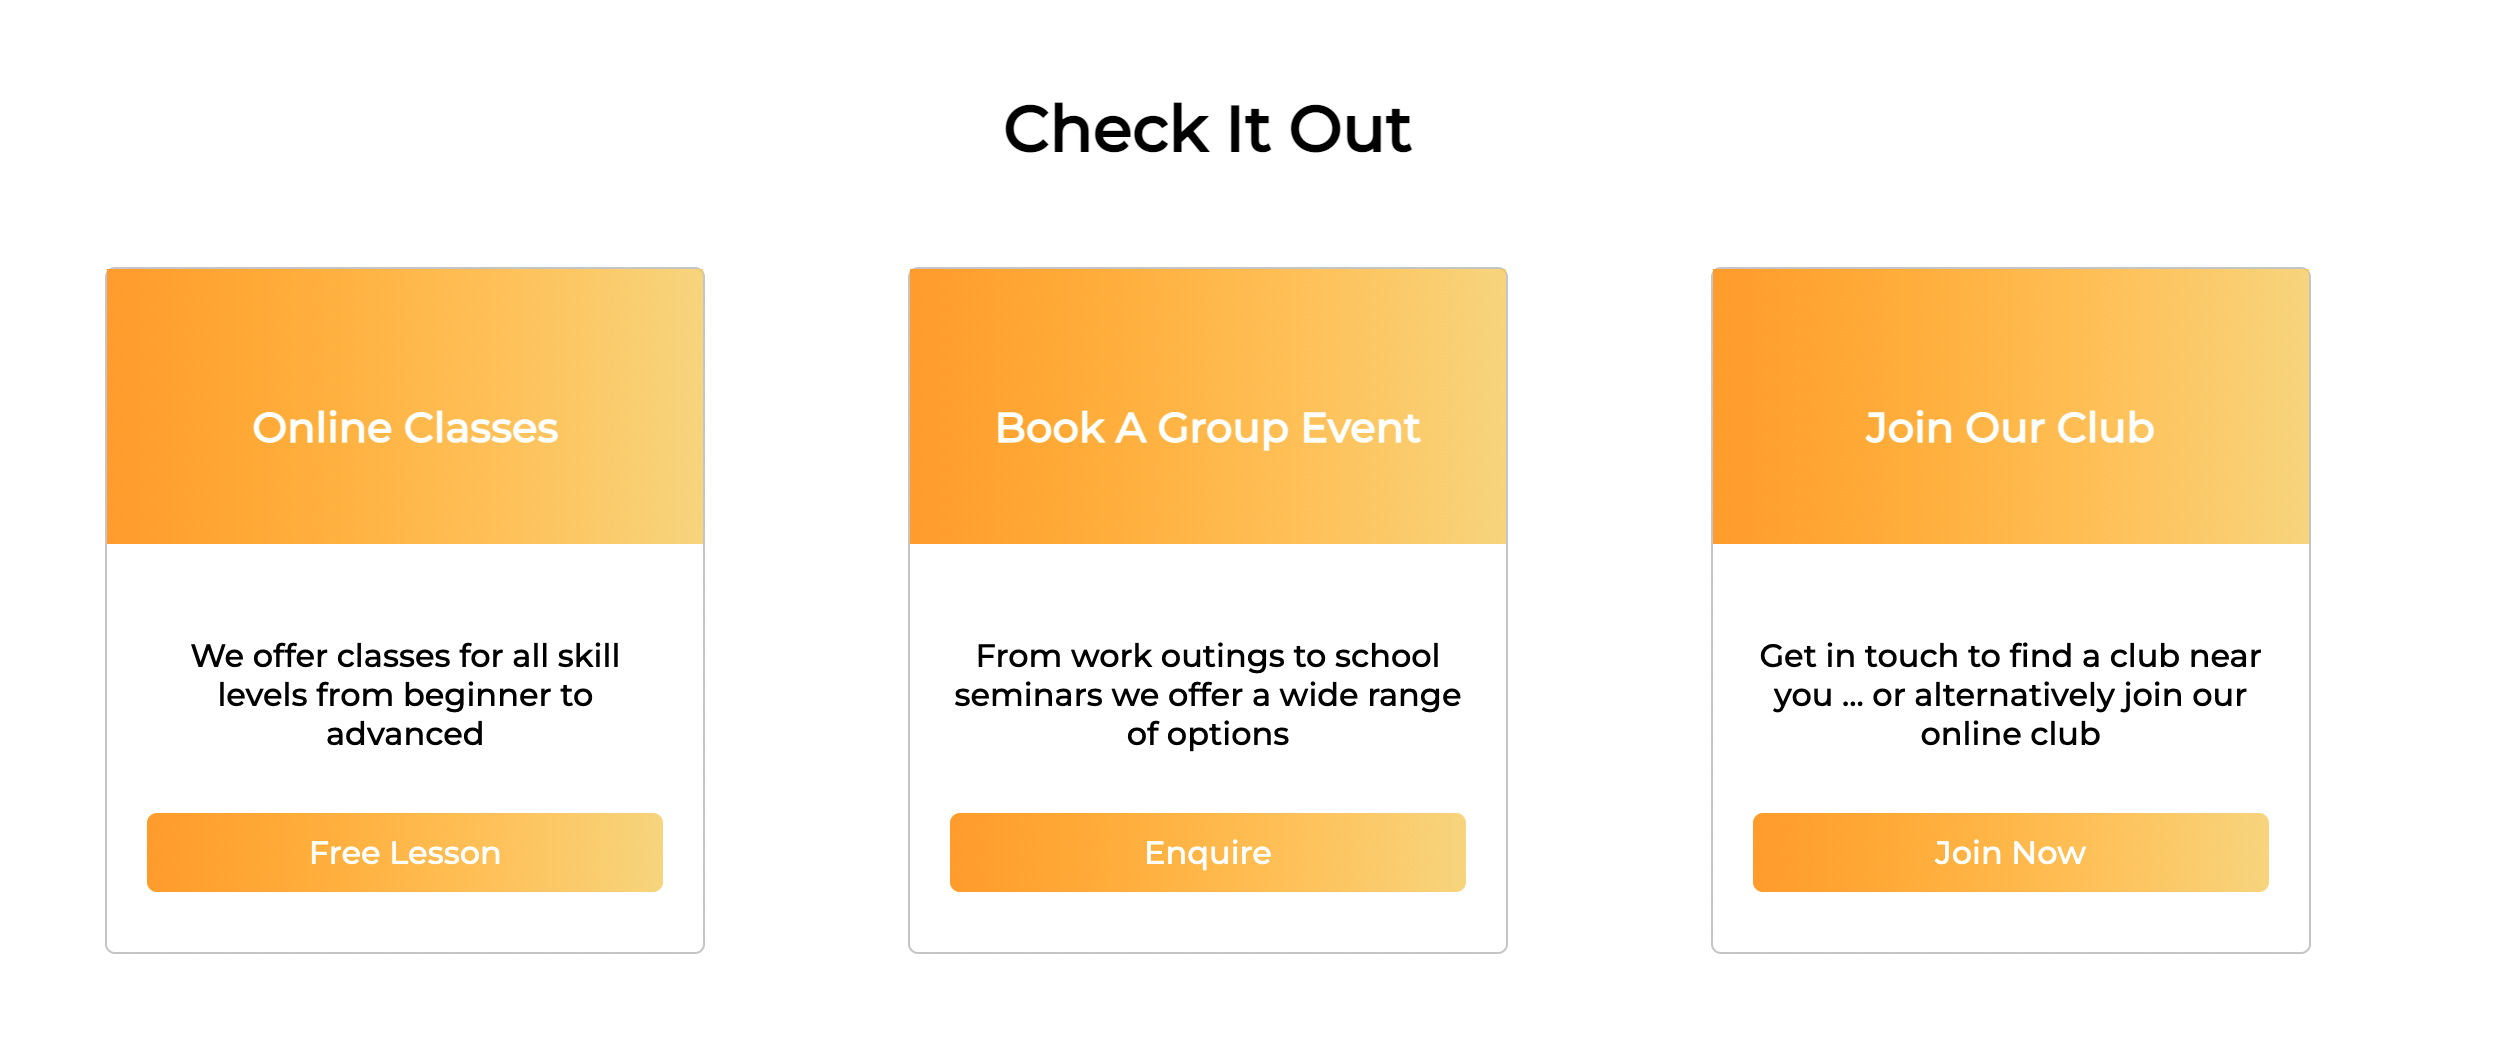 Check It Out
Online Classes
We offer classes for all skill
levels from beginner to
advanced
Free Lesson
Book A Group Event
From work outings to school
seminars we offer a wide range
of options
Enquire
Join Our Club
Get in touch to find a club near
you ... or alternatively join our
online club
Join Now